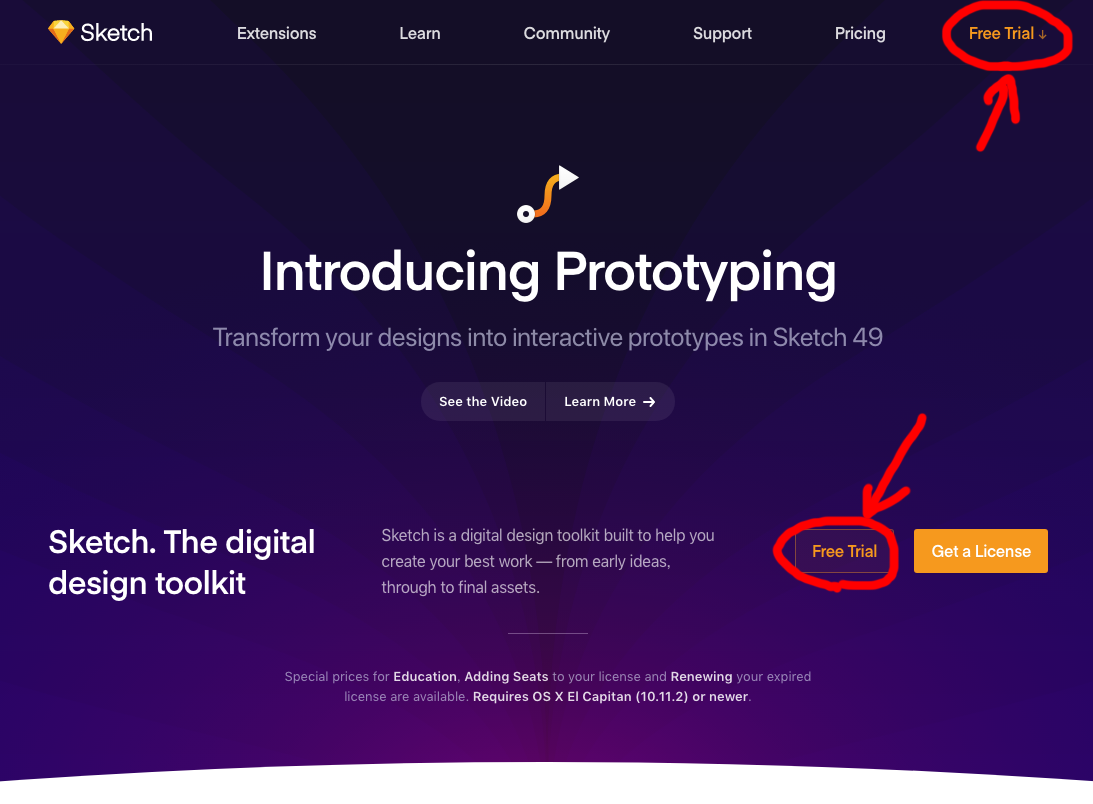 Sketch Extensions Learn Community Support Pricing Free Trial ↓
Introducing Prototyping
Transform your designs into interactive prototypes in Sketch 49
See the Video Learn More →
Sketch. The digital
design toolkit
Sketch is a digital design toolkit built to help you
create your best work — from early ideas,
through to final assets.
Free Trial Get a License
Special prices for Education, Adding Seats to your license and Renewing your expired
license are available. Requires OS X El Capitan (10.11.2) or newer.